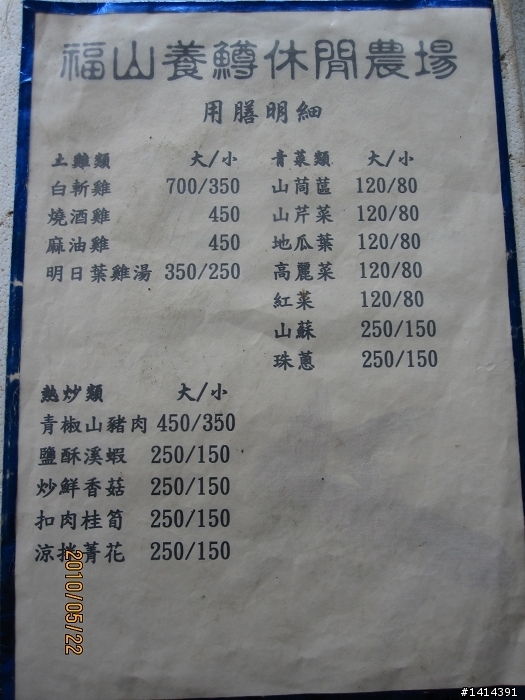 福山養鱒休閒農場
用膳明細
土雞類 大/小
白斬雞 700/350
燒酒雞 450
麻油雞 450
明日葉雞湯 350/250
青菜類 大/小
山茼萵 120/80
山芹菜 120/80
地瓜葉 120/80
高麗菜 120/80
紅菜 120/80
山蘇 250/150
珠蔥 250/150
熱炒類 大/小
青椒山豬肉 450/350
鹽酥溪蝦 250/150
炒鮮香菇 250/150
扣肉桂筍 250/150
涼拌菁花 250/150
2010/05/22
#1414391